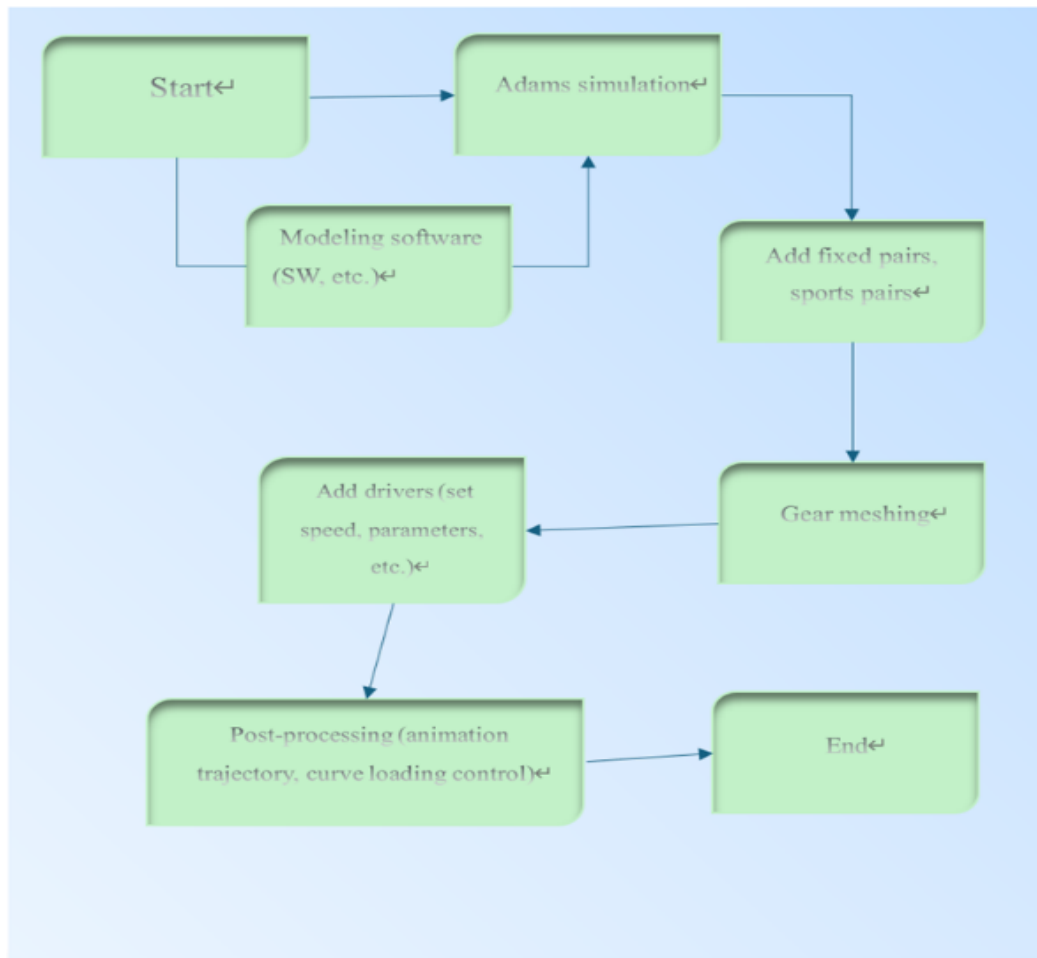 Start↵
Adams simulation↵
Modeling software
(SW, etc.)↵
Add fixed pairs,
sports pairs↵
Gear meshing↵
Add drivers (set
speed, parameters,
etc.)↵
Post-processing (animation
trajectory, curve loading control)↵
End↵